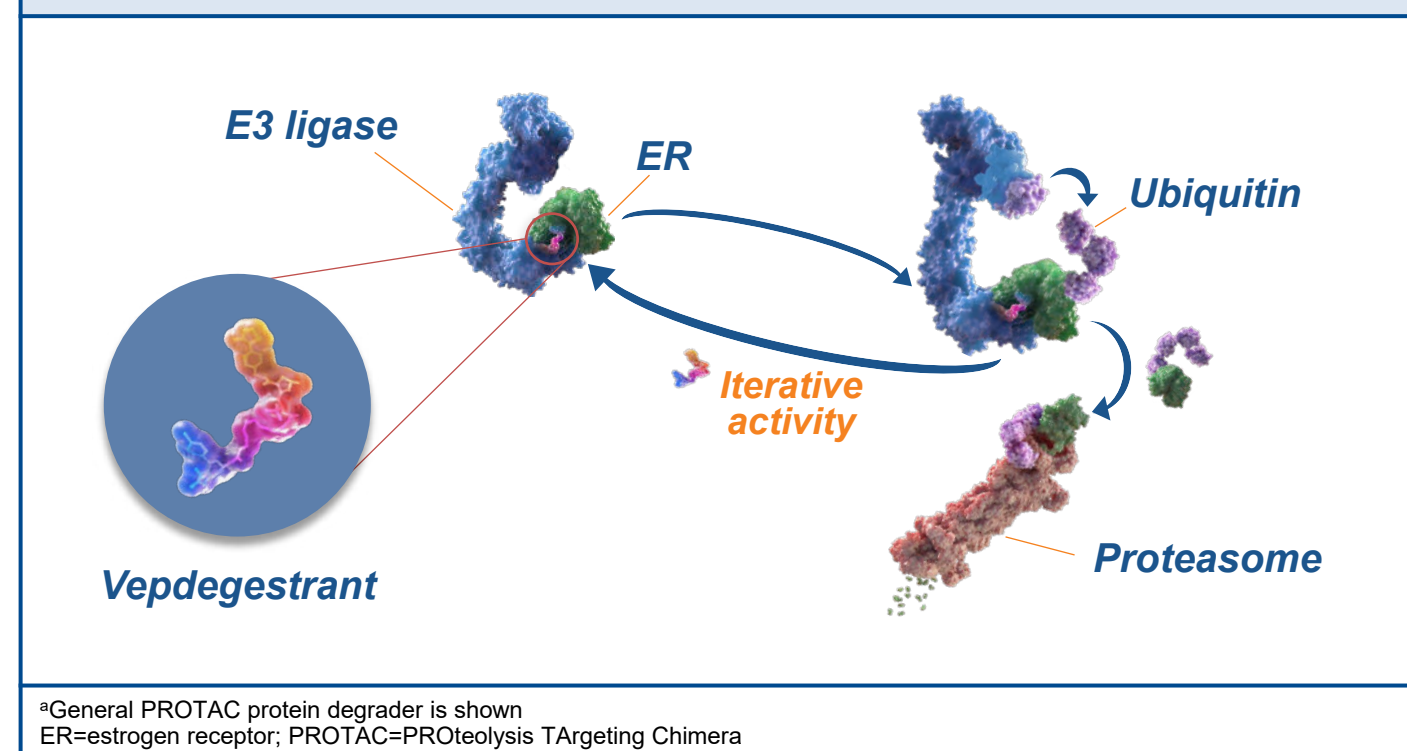 E3 ligase
ER
Ubiquitin
Iterative
activity
Vepdegestrant
Proteasome
ᵃGeneral PROTAC protein degrader is shown
ER=estrogen receptor; PROTAC=PROteolysis TArgeting Chimera